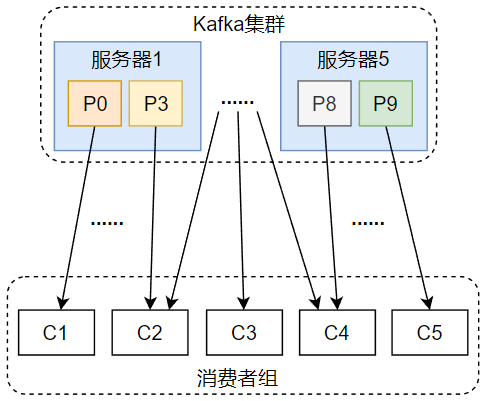 Kafka集群
服务器1
服务器5
P0
P3
......
P8
P9
......
......
C1
C2
C3
C4
C5
消费者组